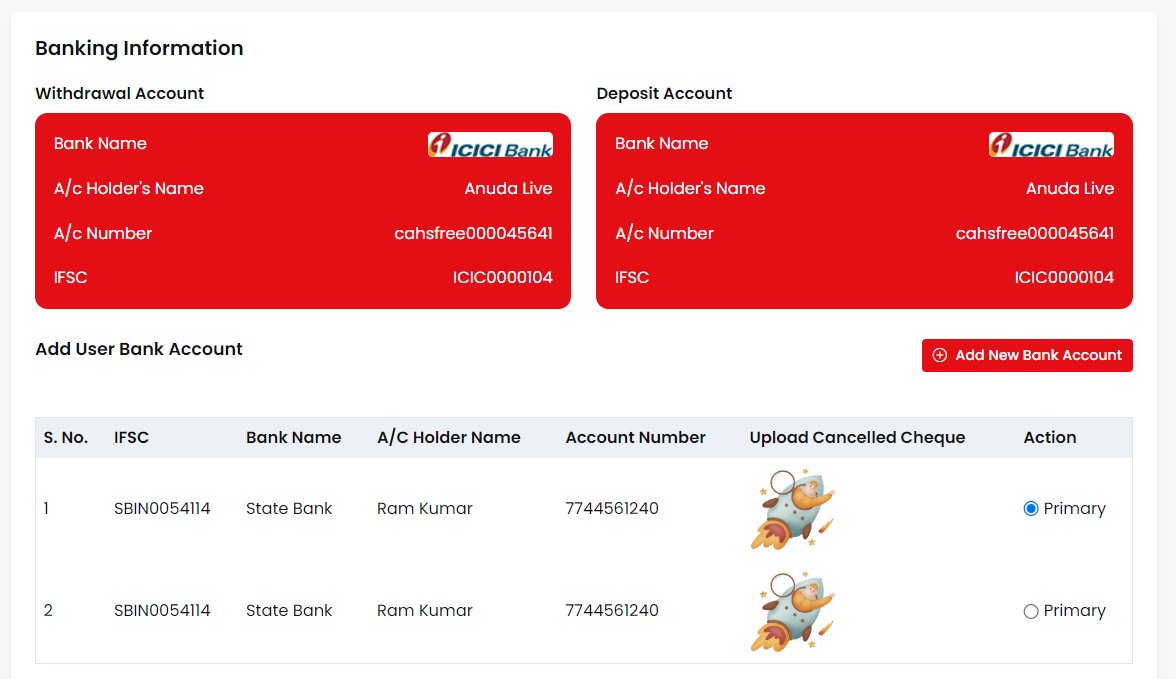 Banking Information
Withdrawal Account
Bank Name ICICI Bank
A/c Holder's Name Anuda Live
A/c Number cahsfree000045641
IFSC ICIC0000104
Deposit Account
Bank Name ICICI Bank
A/c Holder's Name Anuda Live
A/c Number cahsfree000045641
IFSC ICIC0000104
Add User Bank Account
Add New Bank Account
S. No. IFSC Bank Name A/C Holder Name Account Number Upload Cancelled Cheque Action
1 SBIN0054114 State Bank Ram Kumar 7744561240 Primary
2 SBIN0054114 State Bank Ram Kumar 7744561240 Primary